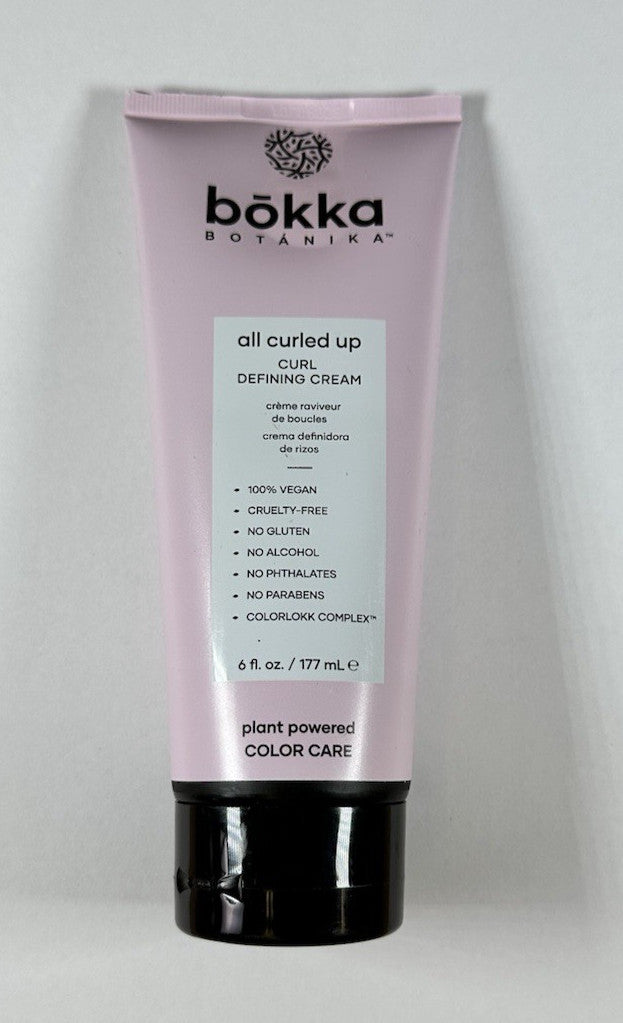 bōkka
BOTÁNIKA™
all curled up
CURL
DEFINING CREAM
crème raviveur
de boucles
crema definidora
de rizos
• 100% VEGAN
• CRUELTY-FREE
• NO GLUTEN
• NO ALCOHOL
• NO PHTHALATES
• NO PARABENS
• COLORLOKK COMPLEX™
6 fl. oz. / 177 mL ℮
plant powered
COLOR CARE